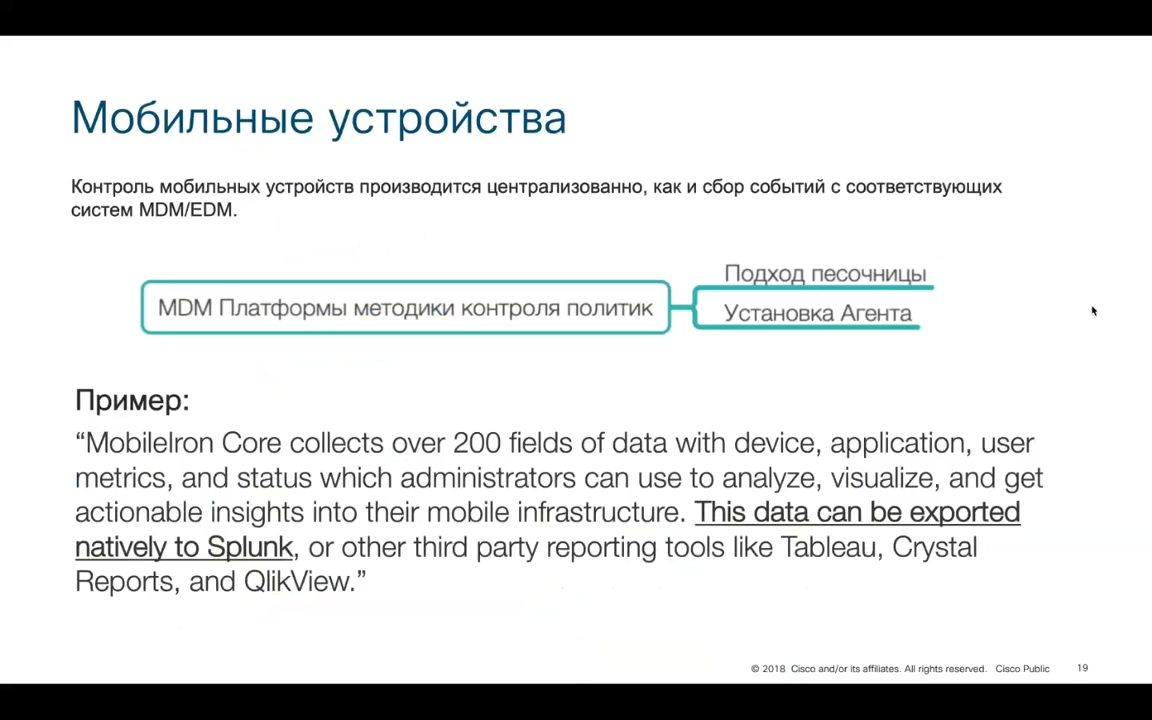 Мобильные устройства
Контроль мобильных устройств производится централизованно, как и сбор событий с соответствующих
систем MDM/EDM.
MDM Платформы методики контроля политик
Подход песочницы
Установка Агента
Пример:
“MobileIron Core collects over 200 fields of data with device, application, user
metrics, and status which administrators can use to analyze, visualize, and get
actionable insights into their mobile infrastructure. This data can be exported
natively to Splunk, or other third party reporting tools like Tableau, Crystal
Reports, and QlikView.”
© 2018 Cisco and/or its affiliates. All rights reserved. Cisco Public 19